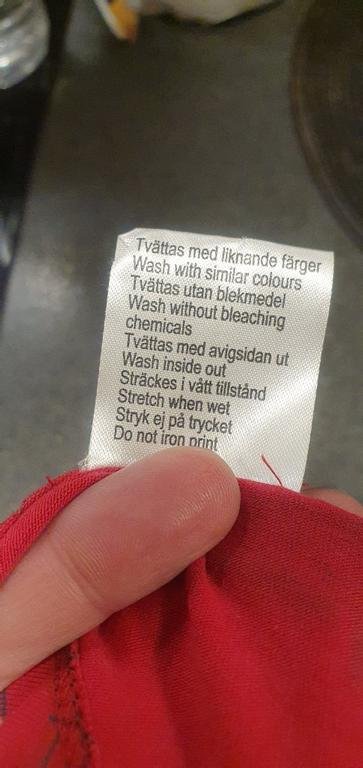 Tvättas med liknande färger
Wash with similar colours
Tvättas utan blekmedel
Wash without bleaching
chemicals
Tvättas med avigsidan ut
Wash inside out
Sträckes i vått tillstånd
Stretch when wet
Stryk ej på trycket
Do not iron print